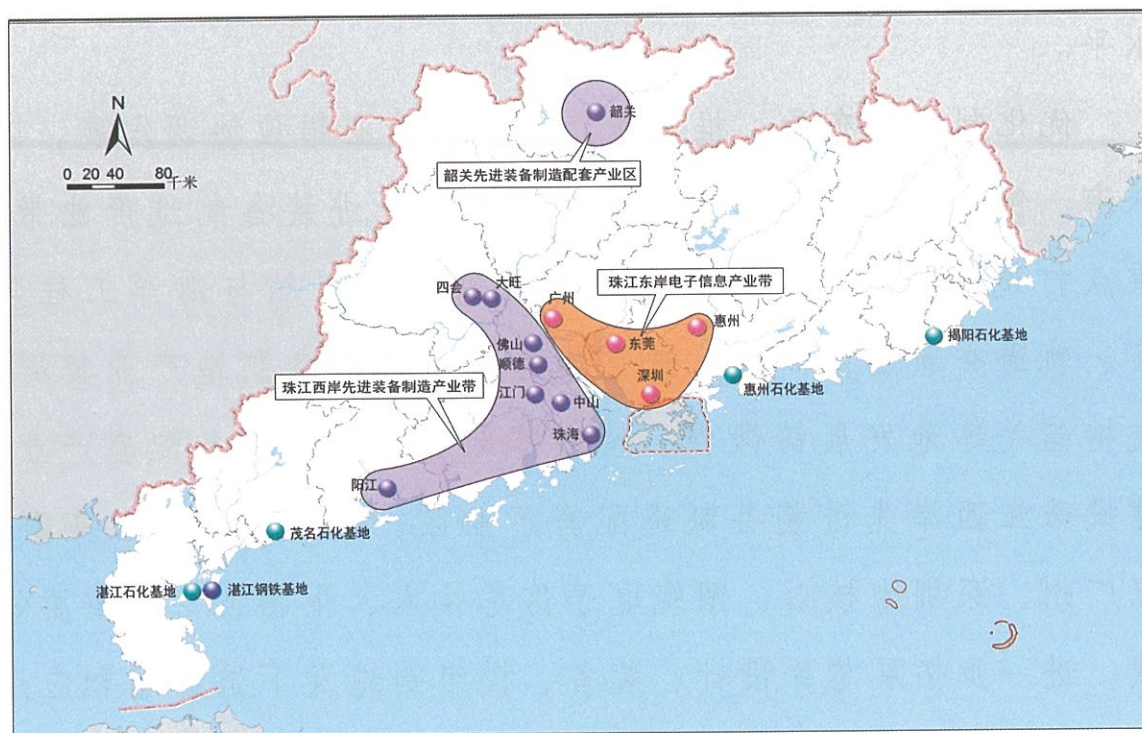 N
0 20 40 80
千米
韶关
韶关先进装备制造配套产业区
四会
大旺
广州
珠江东岸电子信息产业带
惠州
佛山
东莞
揭阳石化基地
顺德
深圳
惠州石化基地
珠江西岸先进装备制造产业带
江门
中山
珠海
阳江
茂名石化基地
湛江石化基地
湛江钢铁基地